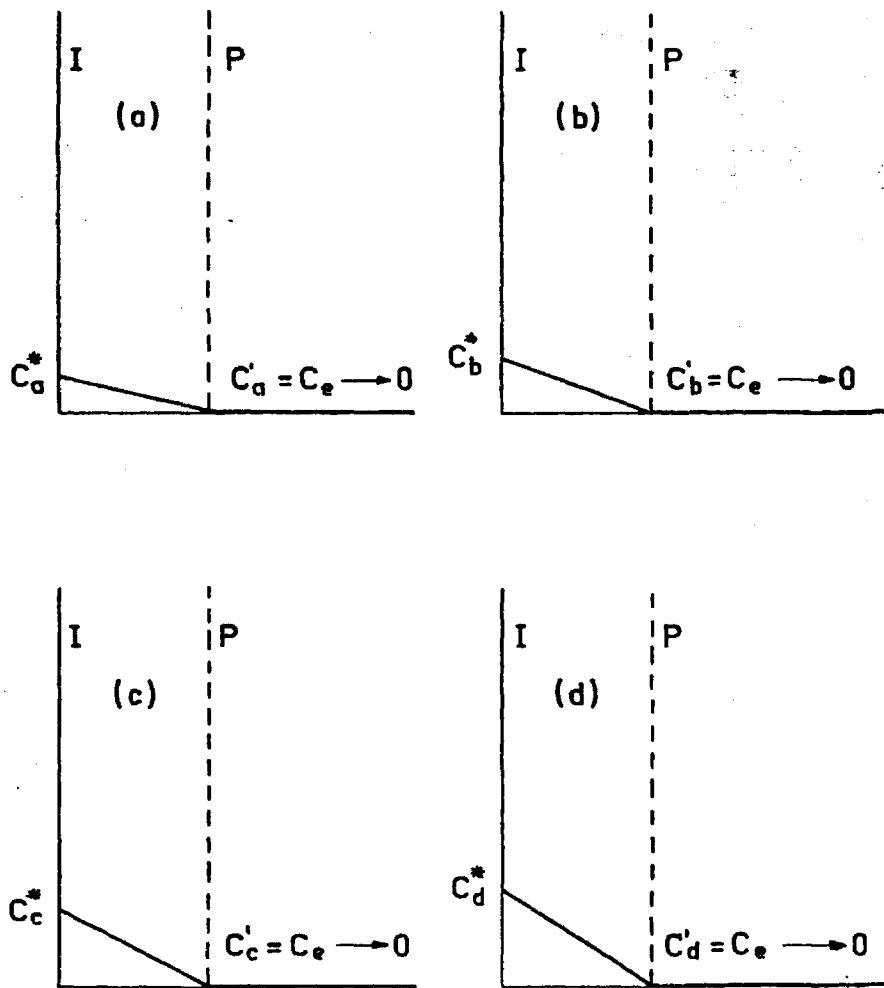 I P
(a)
C*a C'a = Ce → 0
I P
(b)
C*b C'b = Ce → 0
I P
(c)
C*c C'c = Ce → 0
I P
(d)
C*d C'd = Ce → 0